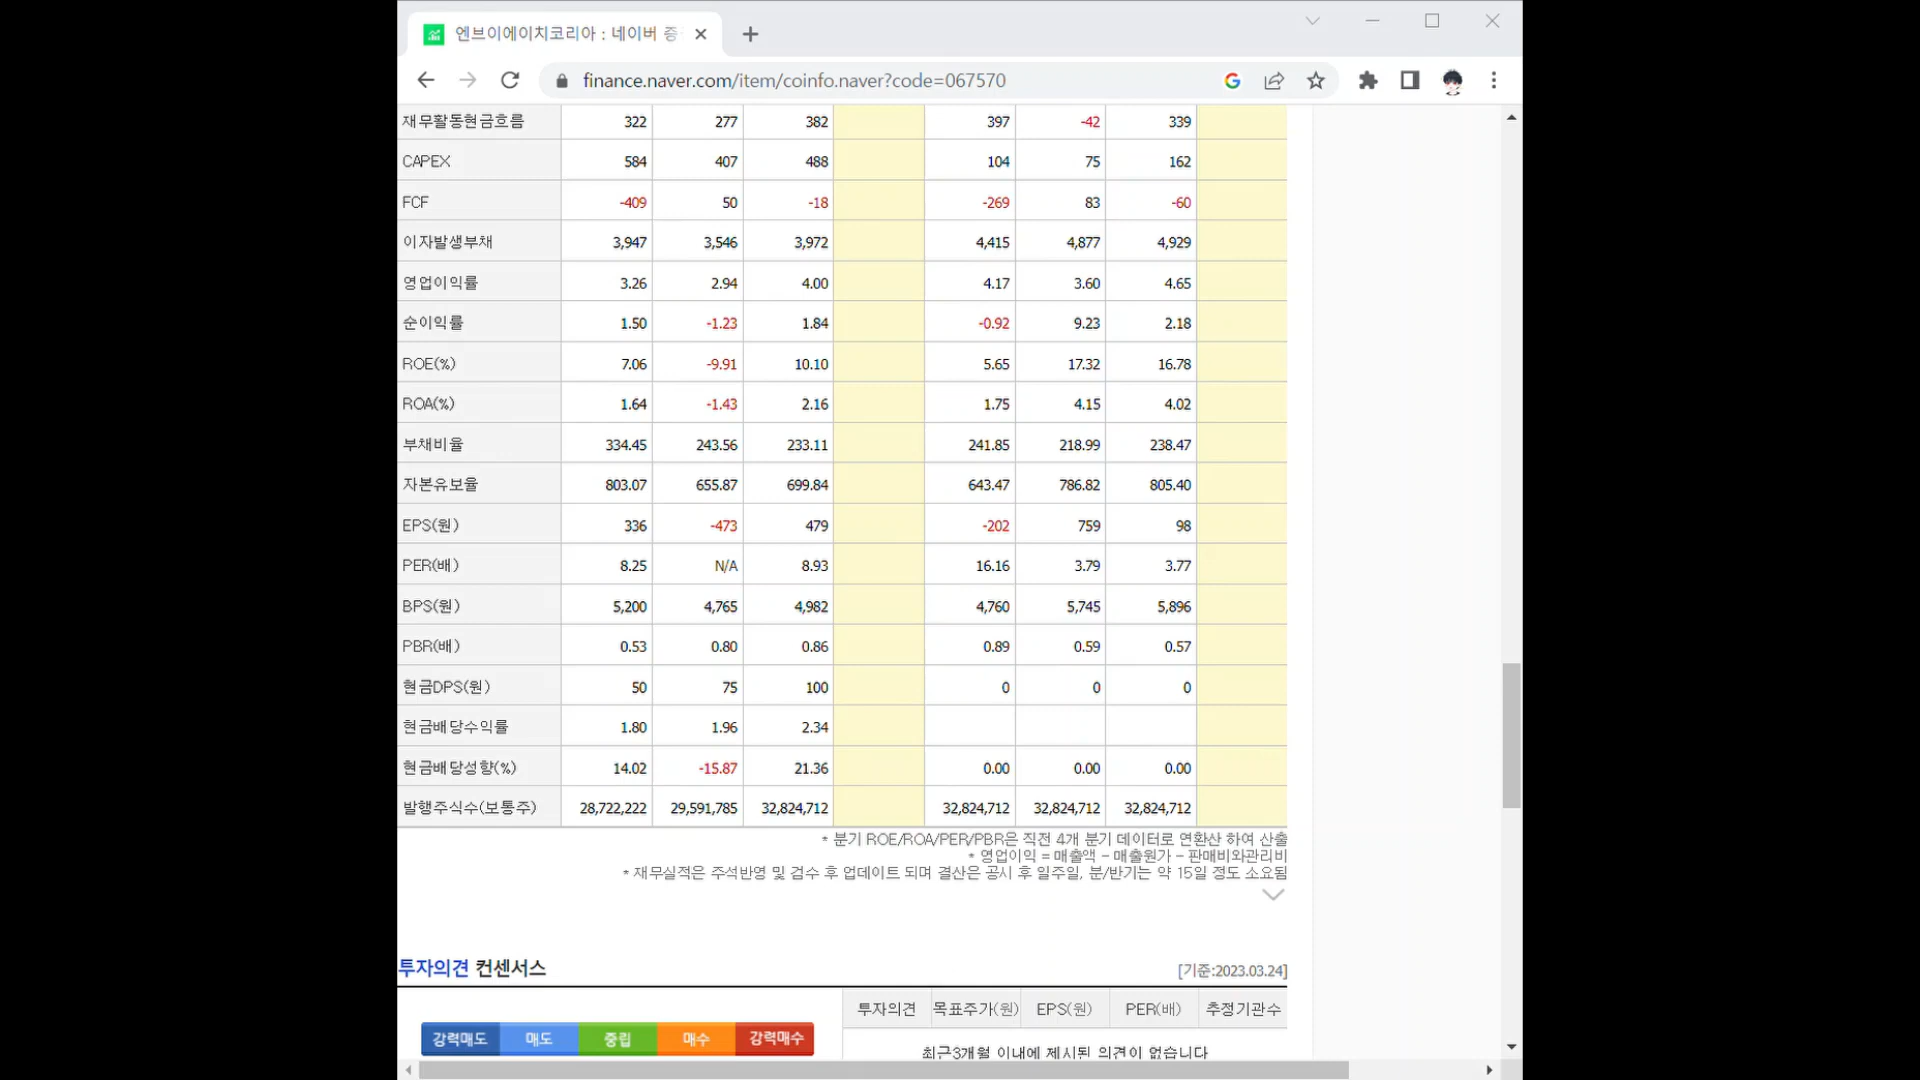 엔브이에이치코리아 : 네이버 증
finance.naver.com/item/coinfo.naver?code=067570
재무활동현금흐름 322 277 382 397 -42 339
CAPEX 584 407 488 104 75 162
FCF -409 50 -18 -269 83 -60
이자발생부채 3,947 3,546 3,972 4,415 4,877 4,929
영업이익률 3.26 2.94 4.00 4.17 3.60 4.65
순이익률 1.50 -1.23 1.84 -0.92 9.23 2.18
ROE(%) 7.06 -9.91 10.10 5.65 17.32 16.78
ROA(%) 1.64 -1.43 2.16 1.75 4.15 4.02
부채비율 334.45 243.56 233.11 241.85 218.99 238.47
자본유보율 803.07 655.87 699.84 643.47 786.82 805.40
EPS(원) 336 -473 479 -202 759 98
PER(배) 8.25 N/A 8.93 16.16 3.79 3.77
BPS(원) 5,200 4,765 4,982 4,760 5,745 5,896
PBR(배) 0.53 0.80 0.86 0.89 0.59 0.57
현금DPS(원) 50 75 100 0 0 0
현금배당수익률 1.80 1.96 2.34
현금배당성향(%) 14.02 -15.87 21.36 0.00 0.00 0.00
발행주식수(보통주) 28,722,222 29,591,785 32,824,712 32,824,712 32,824,712 32,824,712
* 분기 ROE/ROA/PER/PBR은 직전 4개 분기 데이터로 연환산 하여 산출
* 영업이익 = 매출액 - 매출원가 - 판매비와관리비
* 재무실적은 주석반영 및 검수 후 업데이트 되며 결산은 공시 후 일주일, 분/반기는 약 15일 정도 소요됨
투자의견 컨센서스 [기준:2023.03.24]
투자의견 목표주가(원) EPS(원) PER(배) 추정기관수
강력매도 매도 중립 매수 강력매수
최근3개월 이내에 제시된 의견이 없습니다